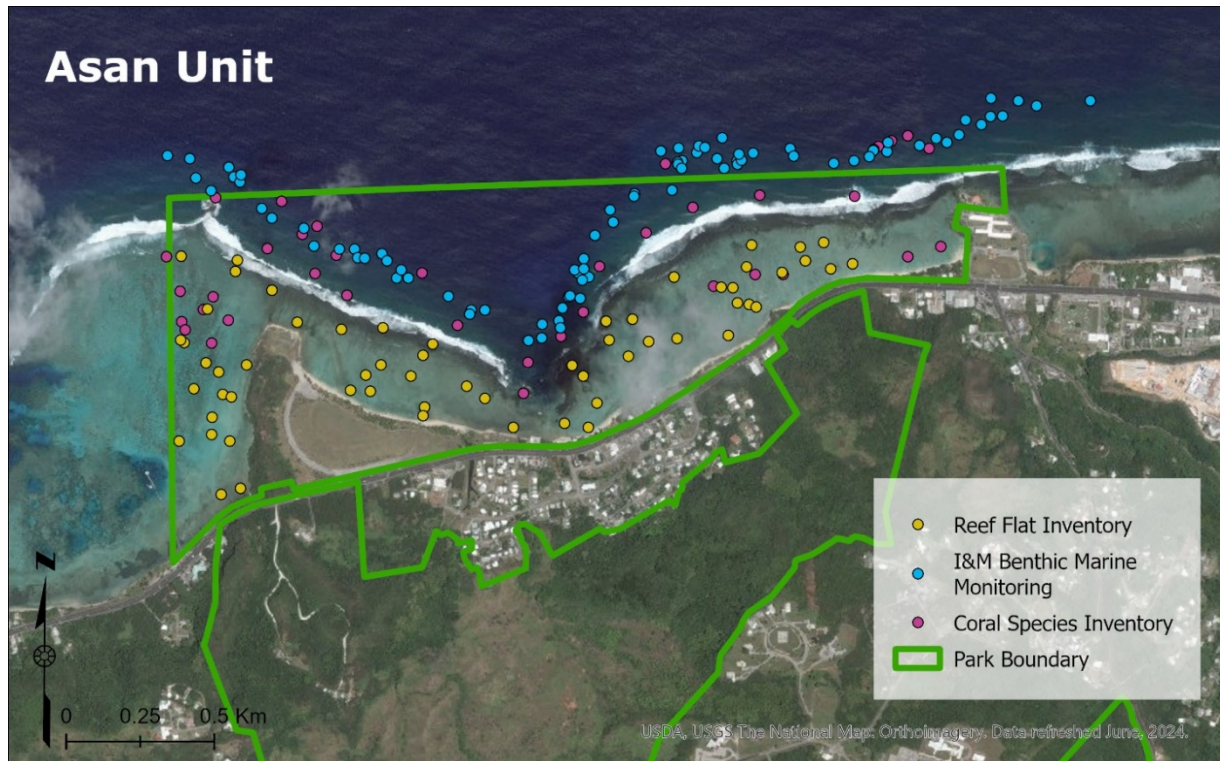 Asan Unit
Reef Flat Inventory
I&M Benthic Marine
Monitoring
Coral Species Inventory
Park Boundary
N
0 0.25 0.5 Km
USDA, USGS The National Map: Orthoimagery. Data refreshed June, 2024.